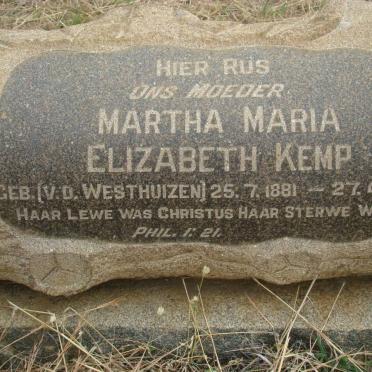 HIER RUS
ONS MOEDER
MARTHA MARIA
ELIZABETH KEMP
GEB (V.D. WESTHUIZEN) 25. 7. 1881 — 27.
HAAR LEWE WAS CHRISTUS HAAR STERWE W
PHIL. 1: 21.